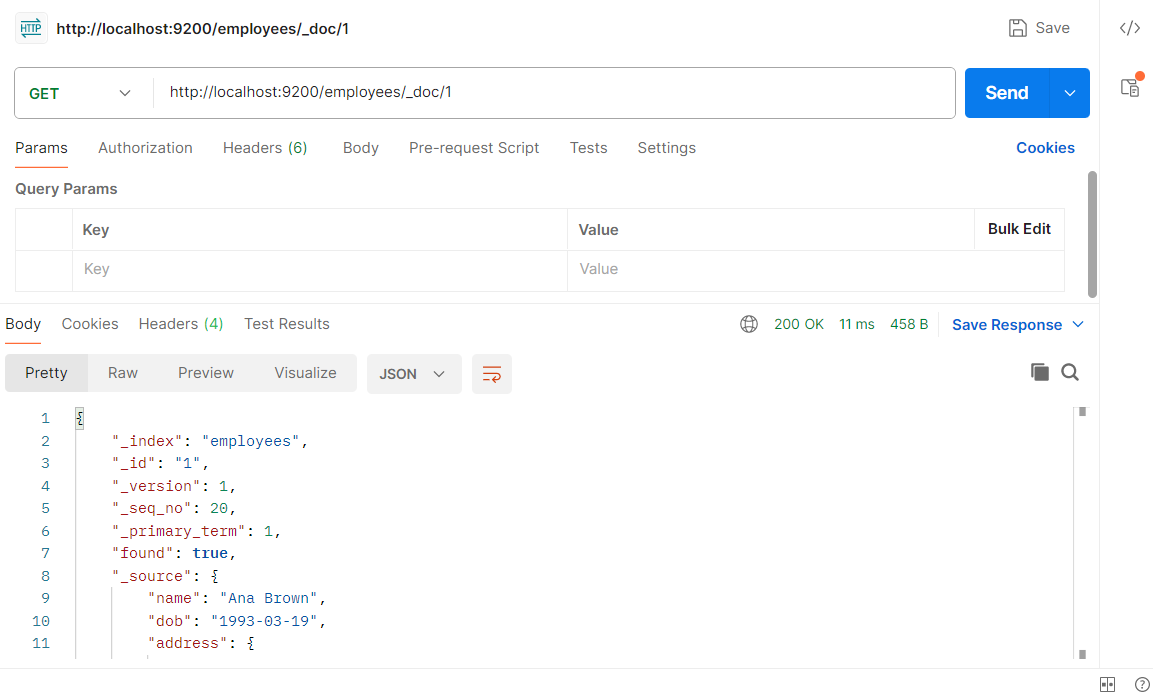 HTTP http://localhost:9200/employees/_doc/1 Save
GET http://localhost:9200/employees/_doc/1 Send
Params Authorization Headers (6) Body Pre-request Script Tests Settings Cookies
Query Params
Key Value Bulk Edit
Key Value
Body Cookies Headers (4) Test Results 200 OK 11 ms 458 B Save Response
Pretty Raw Preview Visualize JSON
1 {
2 "_index": "employees",
3 "_id": "1",
4 "_version": 1,
5 "_seq_no": 20,
6 "_primary_term": 1,
7 "found": true,
8 "_source": {
9 "name": "Ana Brown",
10 "dob": "1993-03-19",
11 "address": {